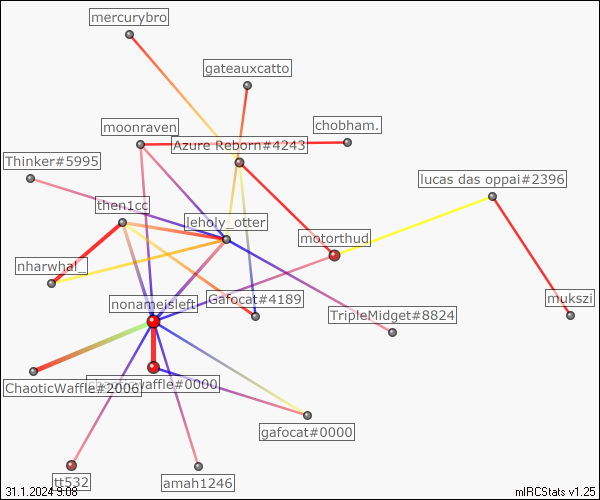 mercurybro
gateauxcatto
moonraven
chobham.
Azure Reborn#4243
Thinker#5995
lucas das oppai#2396
then1cc
leholy_otter
motorthud
nharwhal_
nonameisleft
Gafocat#4189
mukszi
TripleMidget#8824
ChaoticWaffle#2006
chaoticwaffle#0000
gafocat#0000
tt532
amah1246
31.1.2024 9:08
mIRCStats v1.25